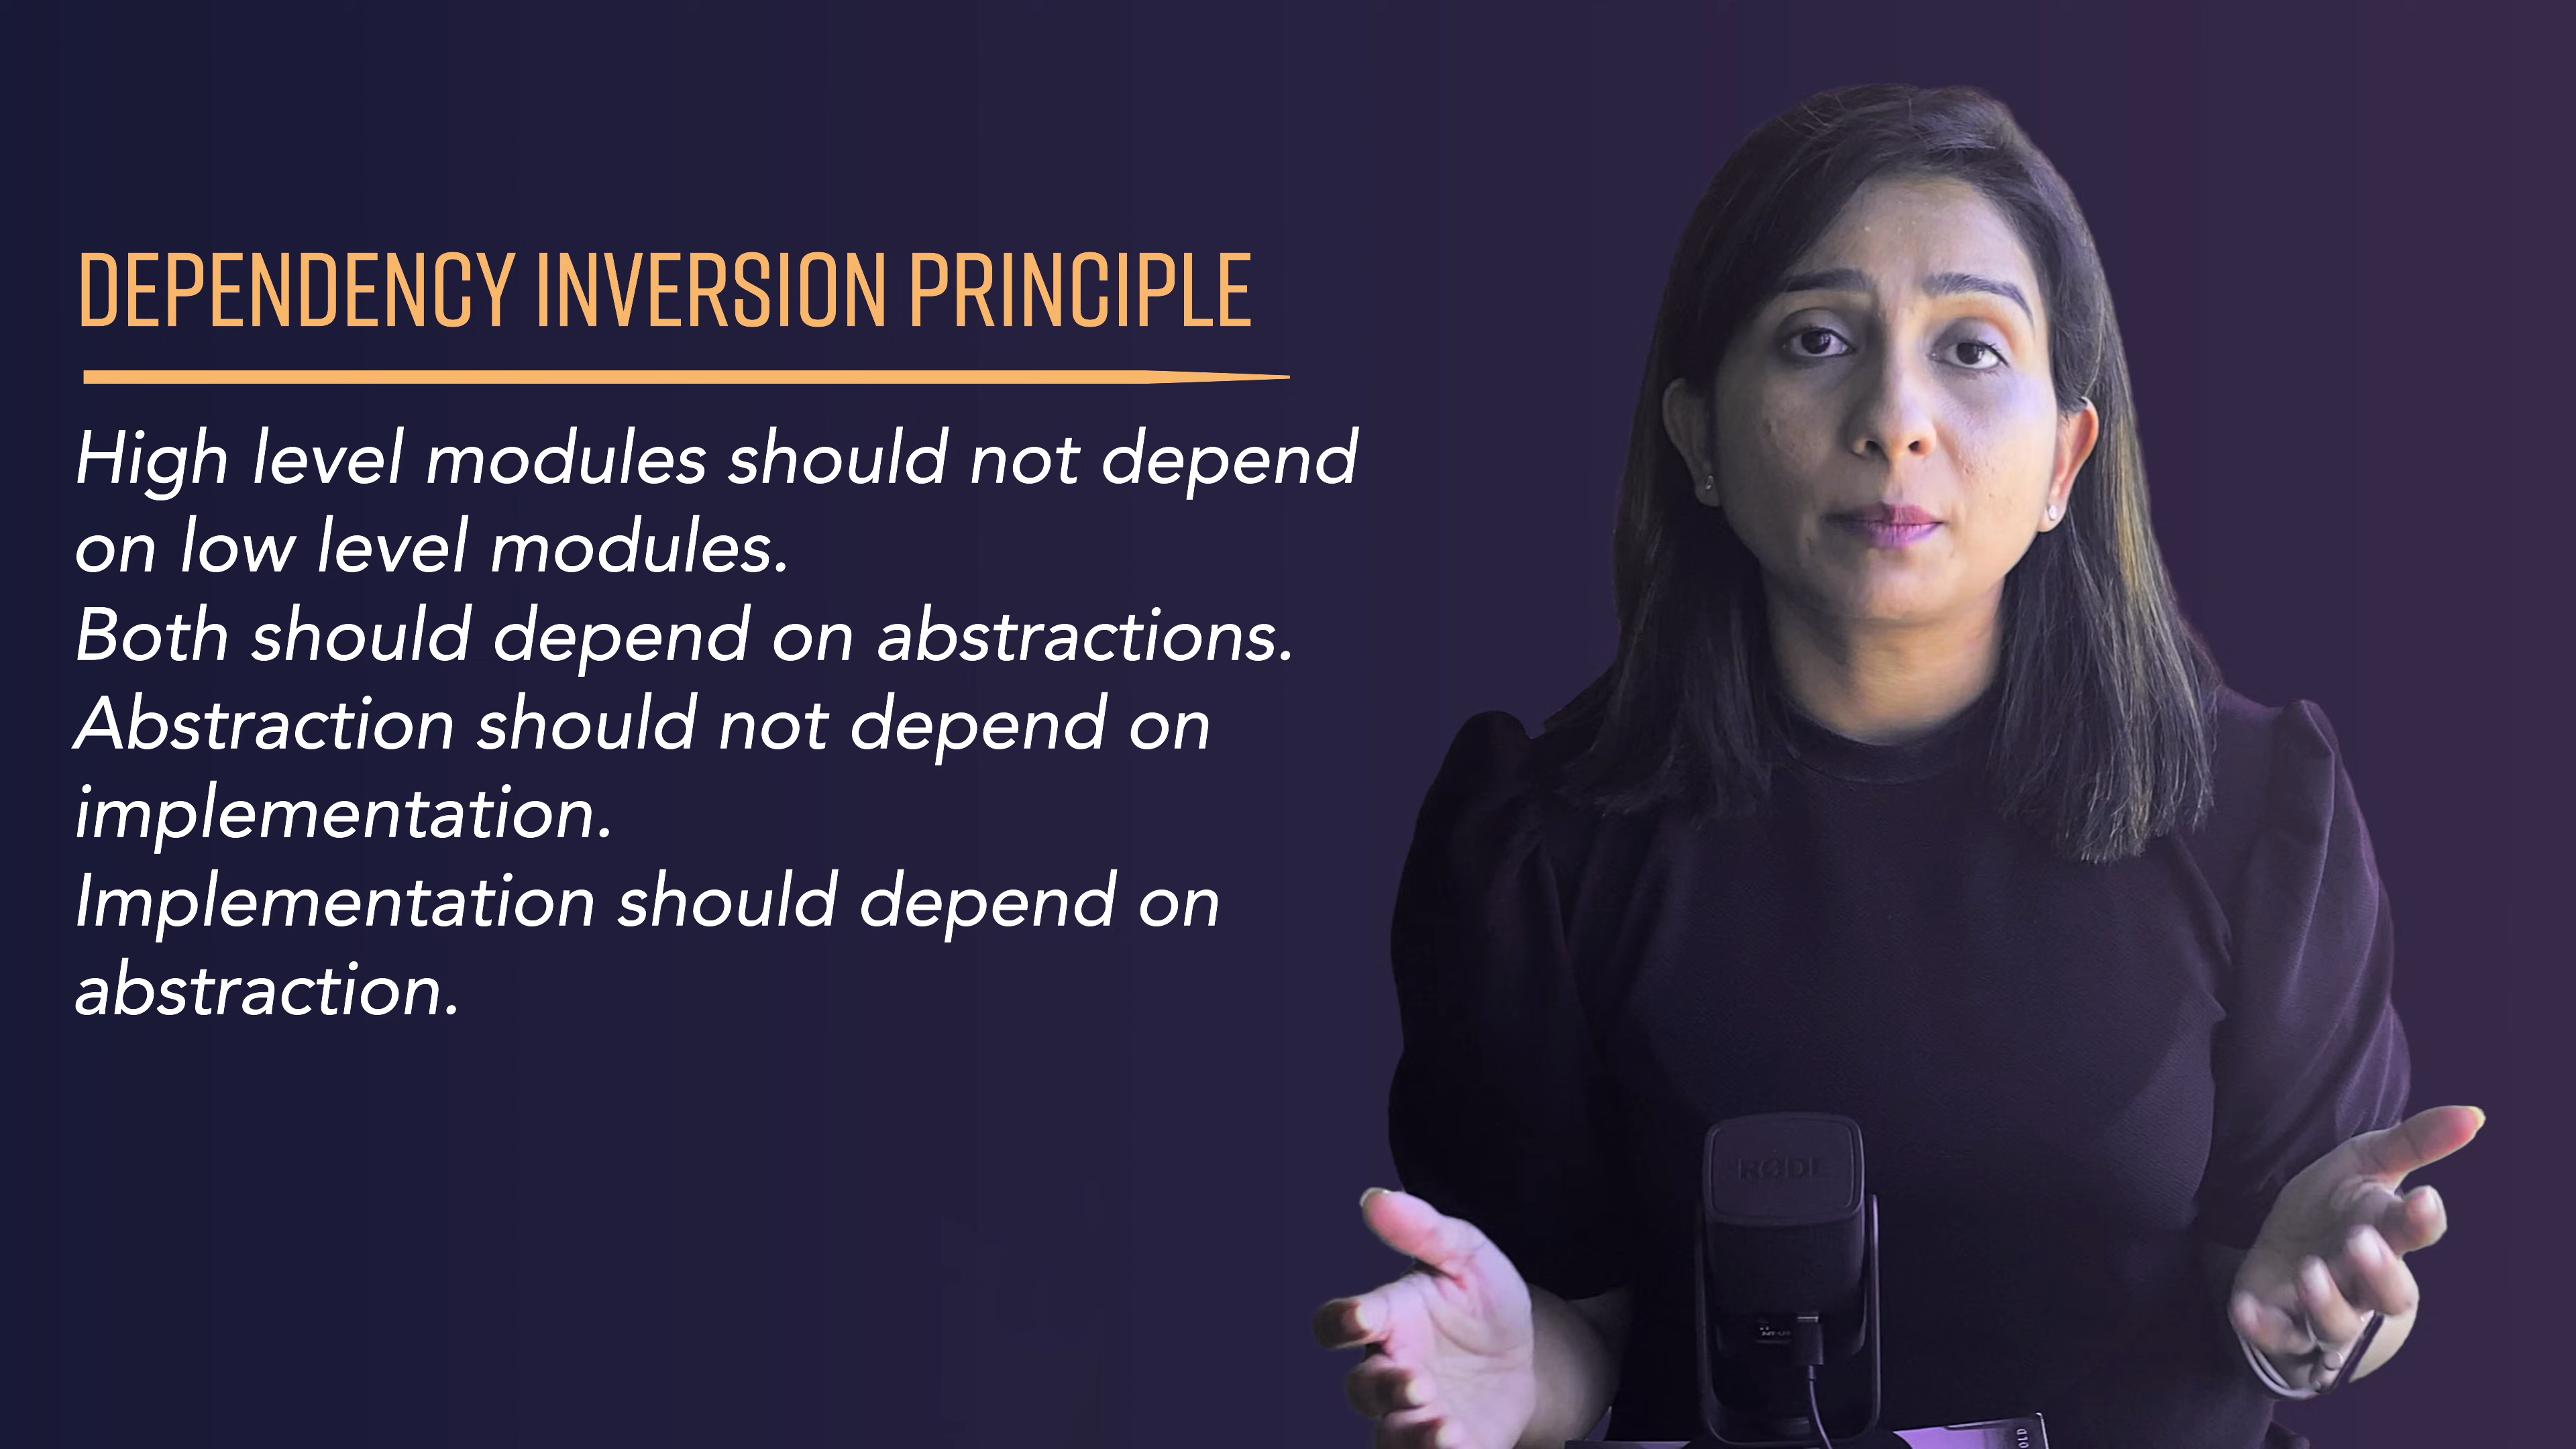 DEPENDENCY INVERSION PRINCIPLE
High level modules should not depend
on low level modules.
Both should depend on abstractions.
Abstraction should not depend on
implementation.
Implementation should depend on
abstraction.
RODE